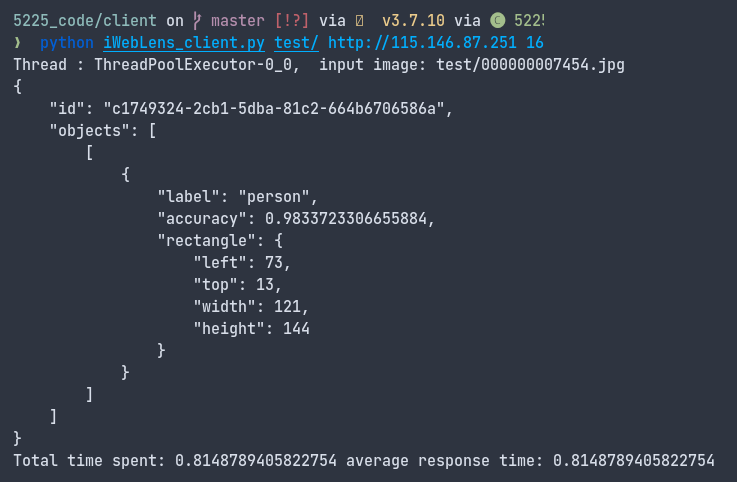 5225_code/client on master [!?] via v3.7.10 via C 522!
❯ python iWebLens_client.py test/ http://115.146.87.251 16
Thread : ThreadPoolExecutor-0_0,  input image: test/000000007454.jpg
{
    "id": "c1749324-2cb1-5dba-81c2-664b6706586a",
    "objects": [
        [
            {
                "label": "person",
                "accuracy": 0.9833723306655884,
                "rectangle": {
                    "left": 73,
                    "top": 13,
                    "width": 121,
                    "height": 144
                }
            }
        ]
    ]
}
Total time spent: 0.8148789405822754 average response time: 0.8148789405822754